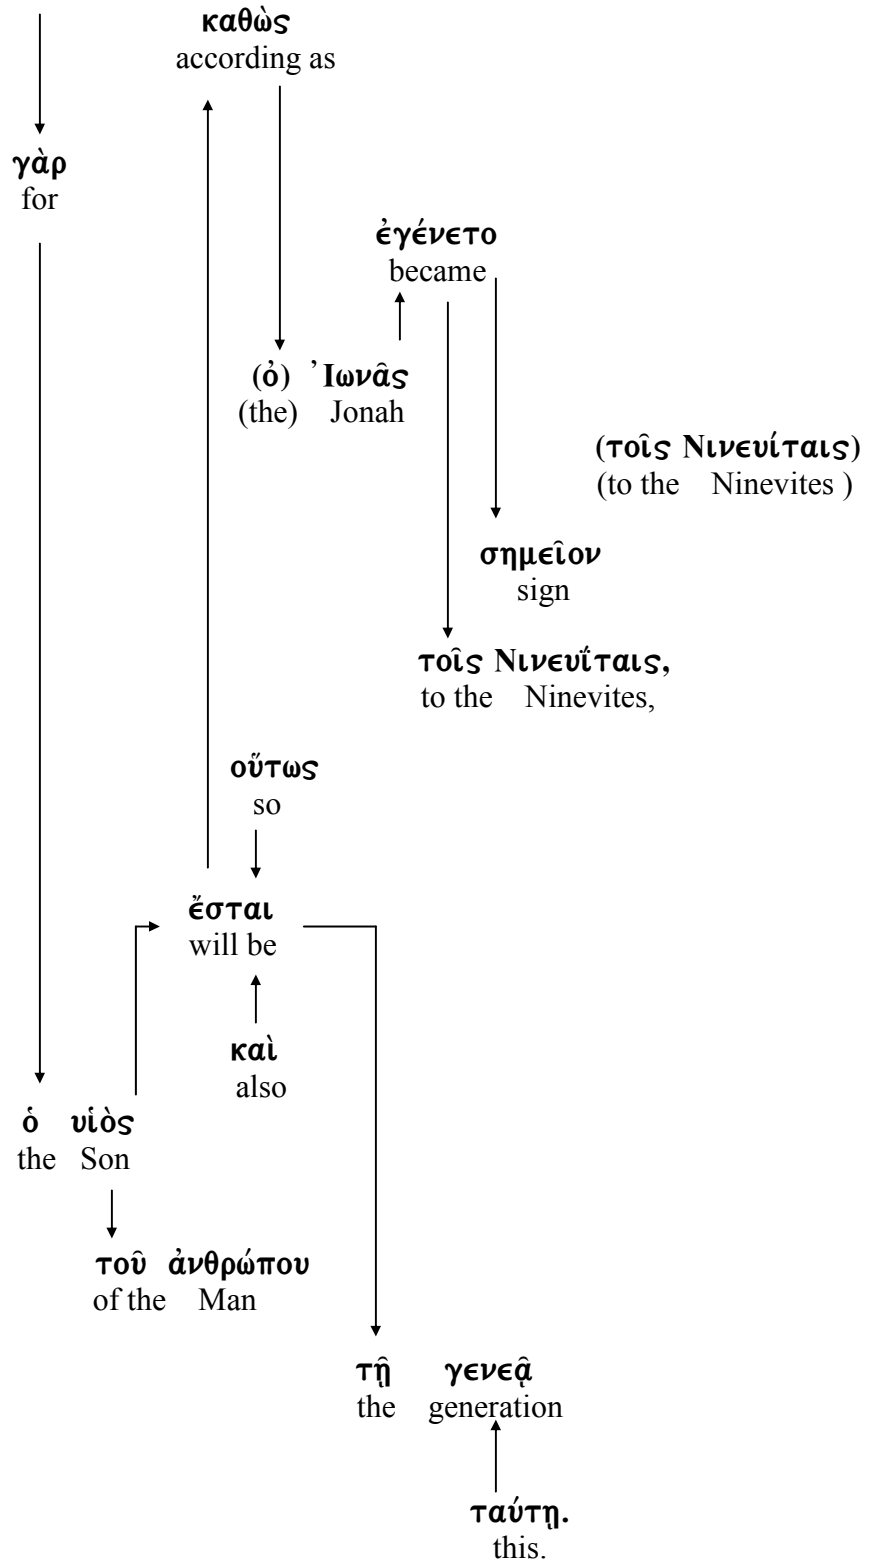 καθὼς
according as
γὰρ
for
ἐγένετο
became
(ὀ) ᾿Ιωνᾶς
(the) Jonah
(τοῖς Νινευίταις)
(to the Ninevites )
σημεῖον
sign
τοῖς Νινευΐταις,
to the Ninevites,
οὕτως
so
ἔσται
will be
καὶ
also
ὁ υἱὸς
the Son
τοῦ ἀνθρώπου
of the Man
τῇ γενεᾷ
the generation
ταύτῃ.
this.